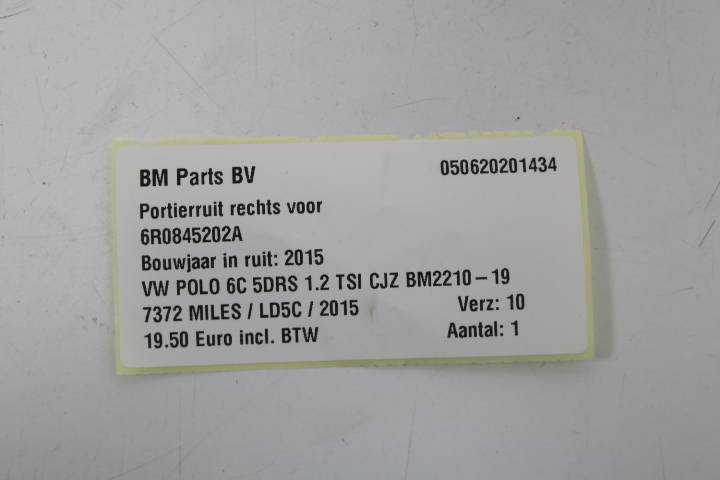 BM Parts BV 050620201434
Portierruit rechts voor
6R0845202A
Bouwjaar in ruit: 2015
VW POLO 6C 5DRS 1.2 TSI CJZ BM2210-19
7372 MILES / LD5C / 2015 Verz: 10
19.50 Euro incl. BTW Aantal: 1